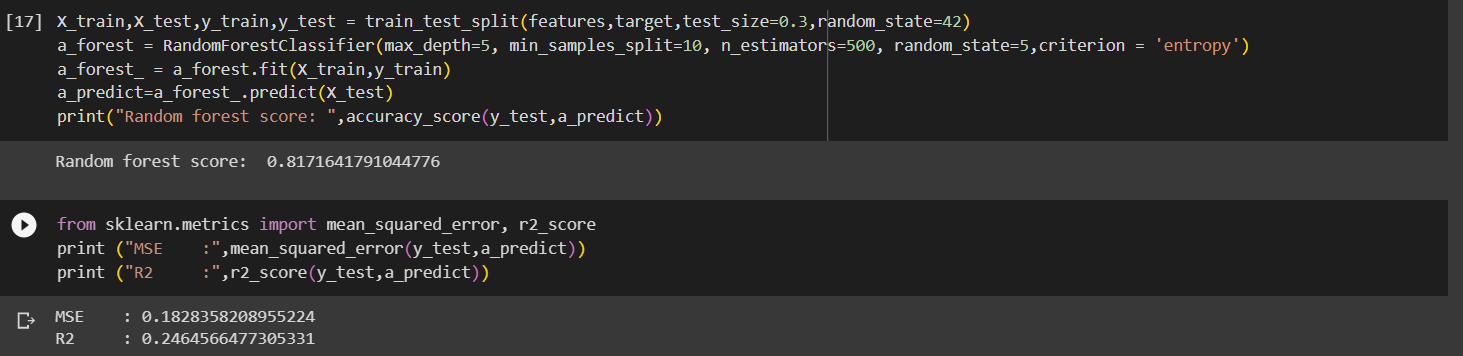 [17] X_train,X_test,y_train,y_test = train_test_split(features,target,test_size=0.3,random_state=42)
a_forest = RandomForestClassifier(max_depth=5, min_samples_split=10, n_estimators=500, random_state=5,criterion = 'entropy')
a_forest_ = a_forest.fit(X_train,y_train)
a_predict=a_forest_.predict(X_test)
print("Random forest score: ",accuracy_score(y_test,a_predict))
Random forest score:  0.8171641791044776
from sklearn.metrics import mean_squared_error, r2_score
print ("MSE    :",mean_squared_error(y_test,a_predict))
print ("R2     :",r2_score(y_test,a_predict))
MSE    : 0.1828358208955224
R2     : 0.2464566477305331